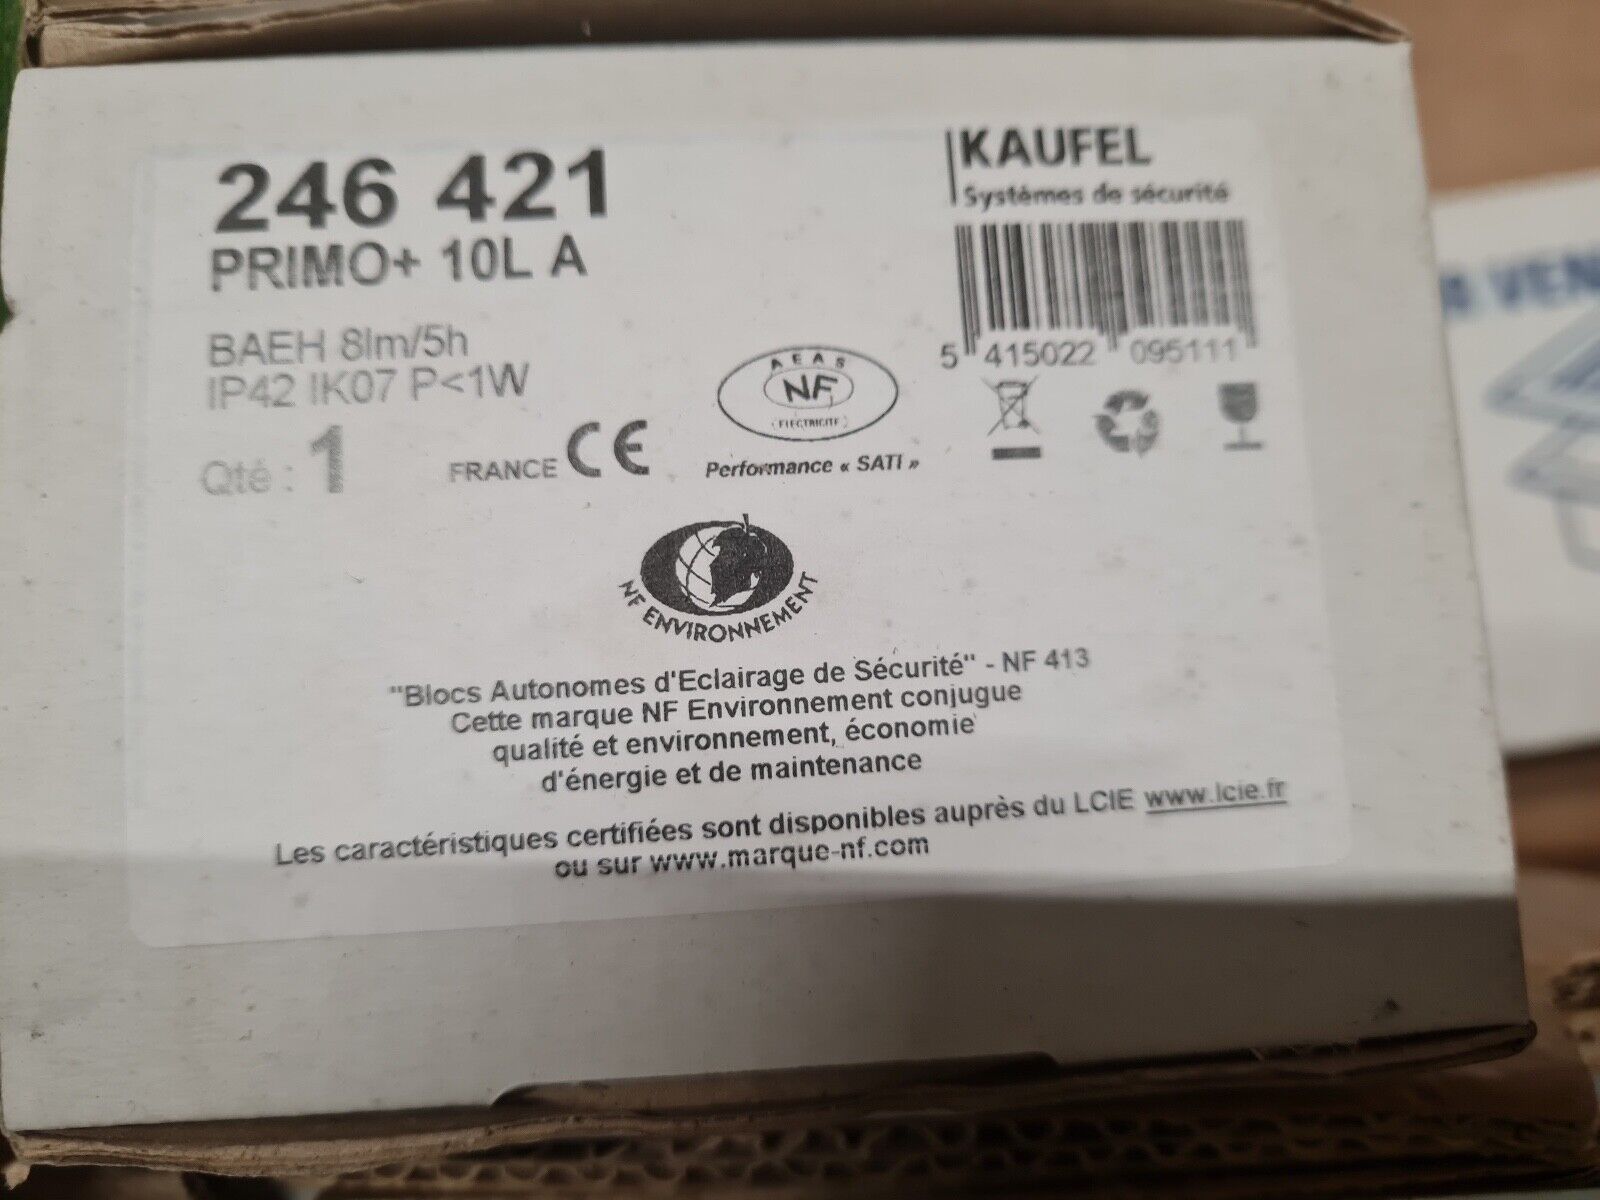 246 421
PRIMO+ 10L A
BAEH 8lm/5h
IP42 IK07 P<1W
Qté : 1
FRANCE CE
KAUFEL
Systèmes de sécurité
5 415022 095111
AEAS
NF
ELECTRICITE
Performance « SATI »
NF ENVIRONNEMENT
"Blocs Autonomes d'Eclairage de Sécurité" - NF 413
Cette marque NF Environnement conjugue
qualité et environnement, économie
d'énergie et de maintenance
Les caractéristiques certifiées sont disponibles auprès du LCIE www.lcie.fr
ou sur www.marque-nf.com
VEN